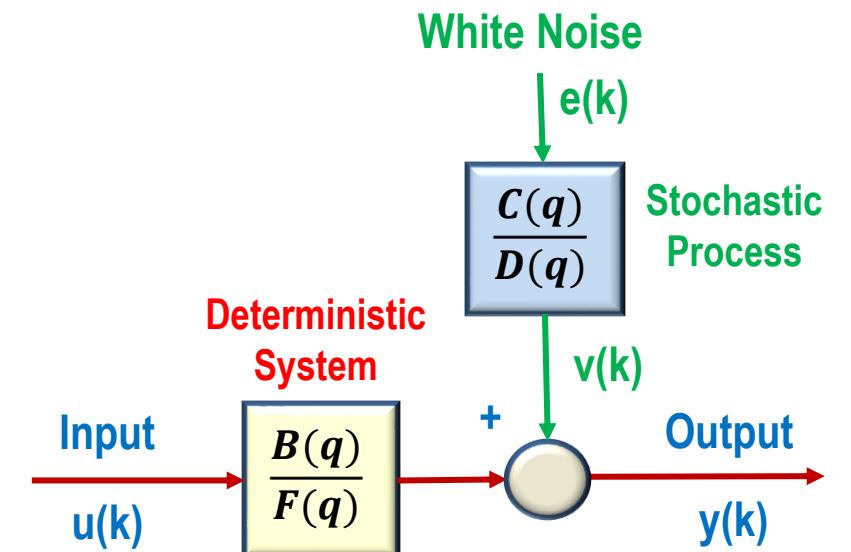 White Noise
e(k)
C(q)
D(q)
Stochastic
Process
Deterministic
System
v(k)
Input
+
Output
B(q)
F(q)
u(k)
y(k)